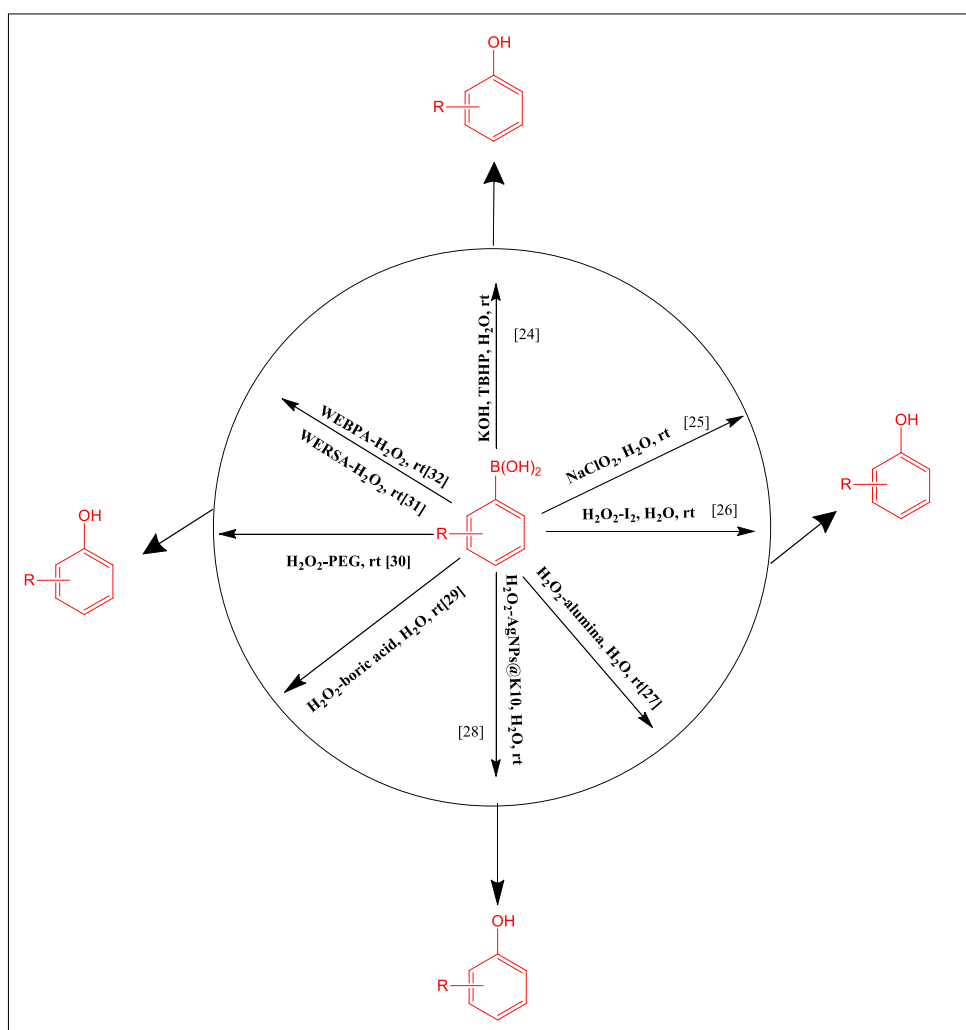 OH
R
KOH, TBHP, H₂O, rt
[24]
WEBPA-H₂O₂, rt[32]
WERSA-H₂O₂, rt[31]
NaClO₂, H₂O, rt
[25]
B(OH)₂
R
H₂O₂-I₂, H₂O, rt
[26]
OH
R
OH
R
H₂O₂-PEG, rt [30]
H₂O₂-boric acid, H₂O, rt[29]
H₂O₂-AgNPs@K10, H₂O, rt
[28]
H₂O₂-alumina, H₂O, rt[27]
OH
R